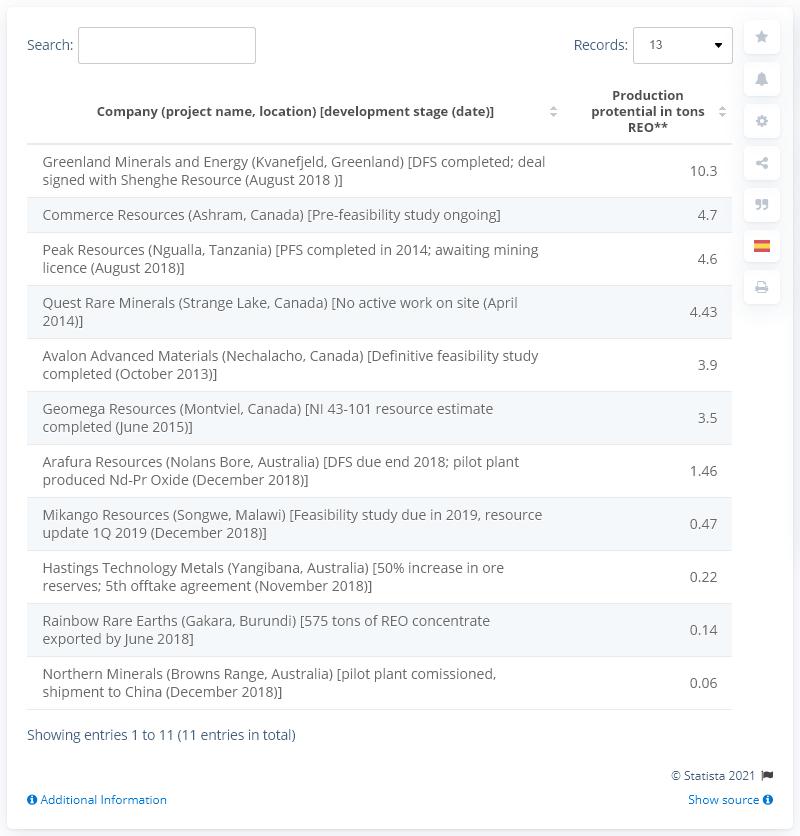 Search:
Records: 13
Company (project name, location) [development stage (date)]
Production
protential in tons
REO**
Greenland Minerals and Energy (Kvanefjeld, Greenland) [DFS completed; deal
signed with Shenghe Resource (August 2018 )]
10.3
Commerce Resources (Ashram, Canada) [Pre-feasibility study ongoing]
4.7
Peak Resources (Ngualla, Tanzania) [PFS completed in 2014; awaiting mining
licence (August 2018)]
4.6
Quest Rare Minerals (Strange Lake, Canada) [No active work on site (April
2014)]
4.43
Avalon Advanced Materials (Nechalacho, Canada) [Definitive feasibility study
completed (October 2013)]
3.9
Geomega Resources (Montviel, Canada) [NI 43-101 resource estimate
completed (June 2015)]
3.5
Arafura Resources (Nolans Bore, Australia) [DFS due end 2018; pilot plant
produced Nd-Pr Oxide (December 2018)]
1.46
Mikango Resources (Songwe, Malawi) [Feasibility study due in 2019, resource
update 1Q 2019 (December 2018)]
0.47
Hastings Technology Metals (Yangibana, Australia) [50% increase in ore
reserves; 5th offtake agreement (November 2018)]
0.22
Rainbow Rare Earths (Gakara, Burundi) [575 tons of REO concentrate
exported by June 2018]
0.14
Northern Minerals (Browns Range, Australia) [pilot plant comissioned,
shipment to China (December 2018)]
0.06
Showing entries 1 to 11 (11 entries in total)
© Statista 2021
Additional Information
Show source